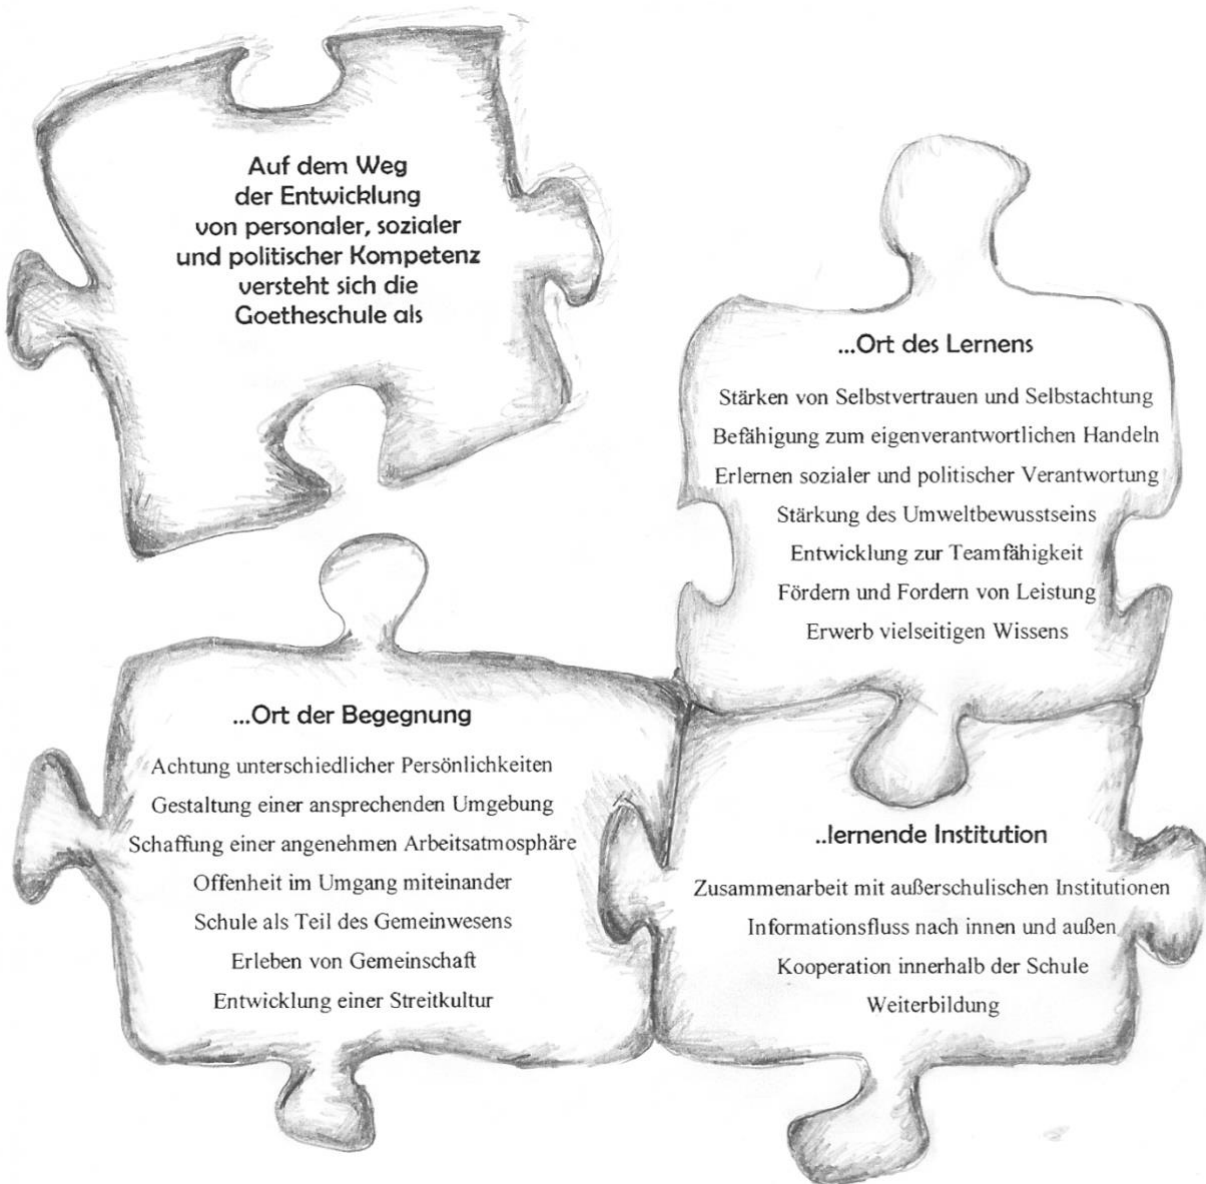 Auf dem Weg
der Entwicklung
von personaler, sozialer
und politischer Kompetenz
versteht sich die
Goetheschule als
...Ort des Lernens
Stärken von Selbstvertrauen und Selbstachtung
Befähigung zum eigenverantwortlichen Handeln
Erlernen sozialer und politischer Verantwortung
Stärkung des Umweltbewusstseins
Entwicklung zur Teamfähigkeit
Fördern und Fordern von Leistung
Erwerb vielseitigen Wissens
...Ort der Begegnung
Achtung unterschiedlicher Persönlichkeiten
Gestaltung einer ansprechenden Umgebung
Schaffung einer angenehmen Arbeitsatmosphäre
Offenheit im Umgang miteinander
Schule als Teil des Gemeinwesens
Erleben von Gemeinschaft
Entwicklung einer Streitkultur
..lernende Institution
Zusammenarbeit mit außerschulischen Institutionen
Informationsfluss nach innen und außen
Kooperation innerhalb der Schule
Weiterbildung